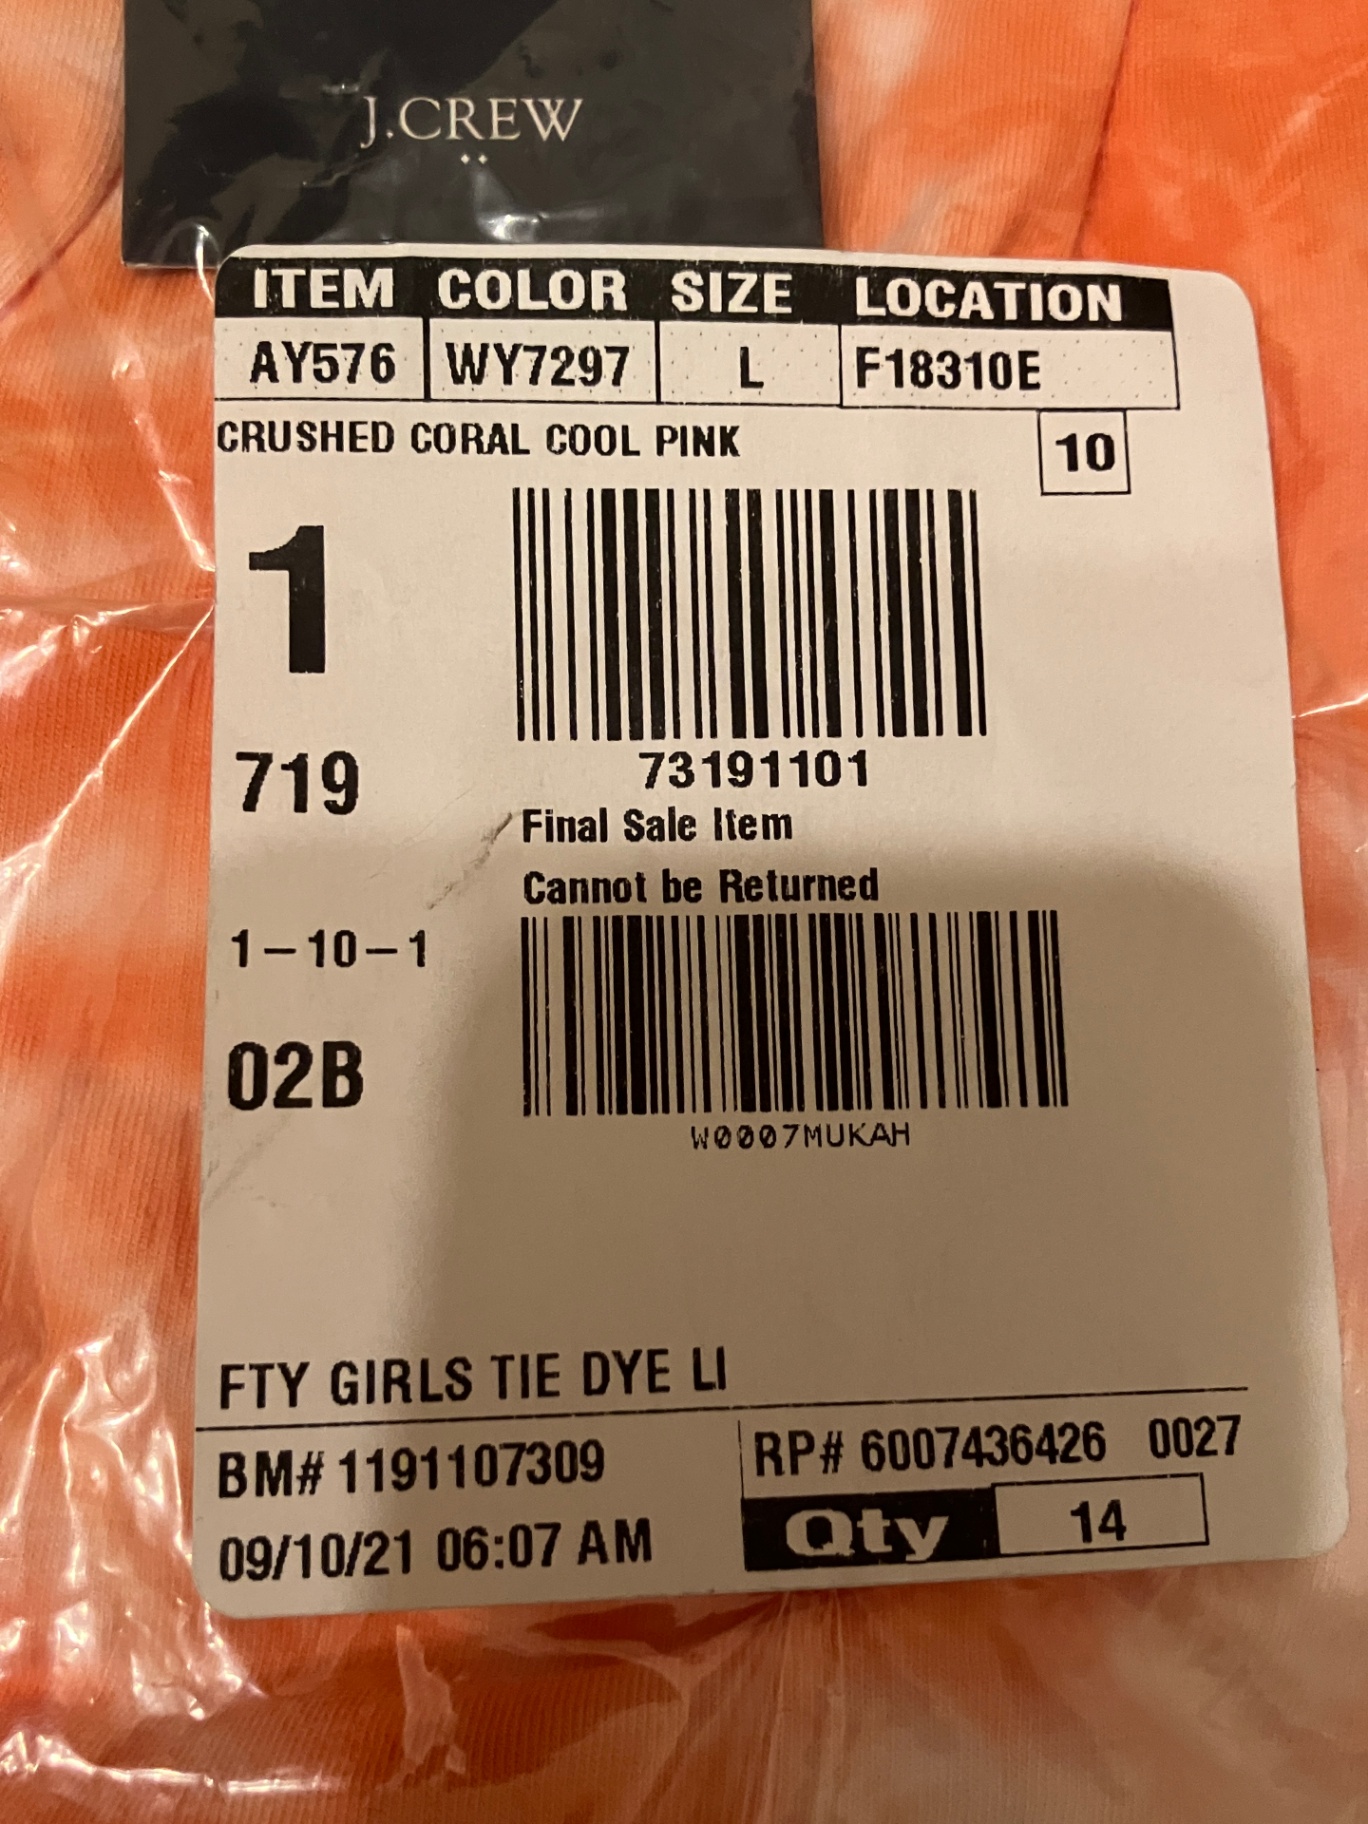 J.CREW
ITEM COLOR SIZE LOCATION
AY576 WY7297 L F18310E
CRUSHED CORAL COOL PINK 10
1
719
73191101
Final Sale Item
Cannot be Returned
1-10-1
02B
W0007MUKAH
FTY GIRLS TIE DYE LI
BM# 1191107309 RP# 6007436426 0027
09/10/21 06:07 AM Qty 14